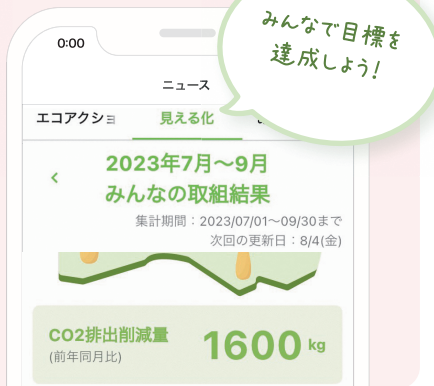 みんなで目標を
達成しよう!
0:00
ニュース
エコアクショ
見える化
2023年7月〜9月
みんなの取組結果
集計期間：2023/07/01〜09/30まで
次回の更新日：8/4(金)
CO2排出削減量
(前年同月比)
1600 kg